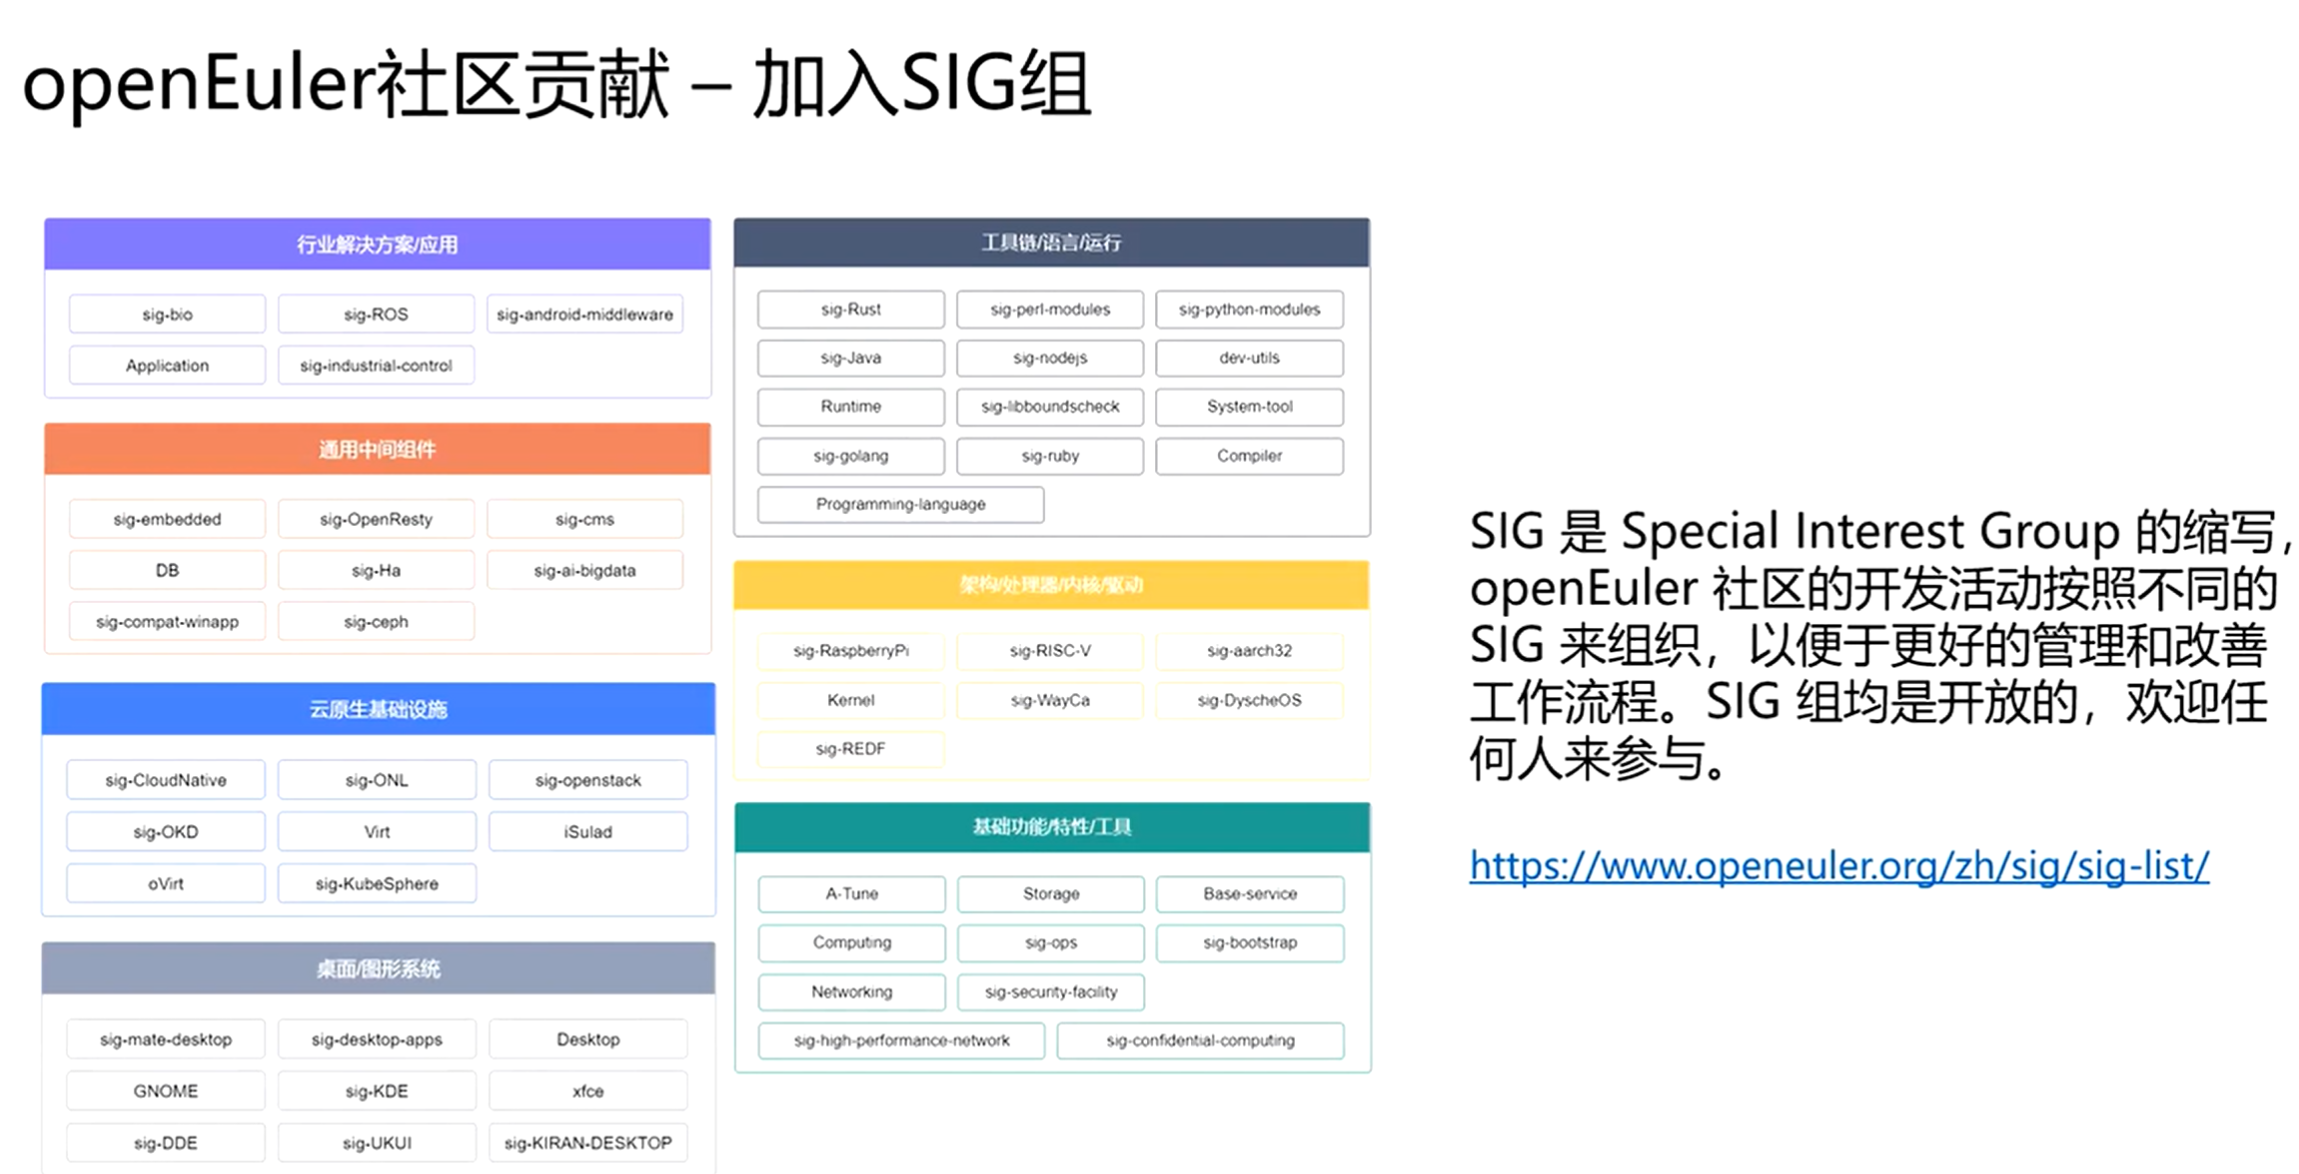 openEuler社区贡献 – 加入SIG组
行业解决方案/应用
sig-bio
sig-ROS
sig-android-middleware
Application
sig-industrial-control
通用中间组件
sig-embedded
sig-OpenResty
sig-cms
DB
sig-Ha
sig-ai-bigdata
sig-compat-winapp
sig-ceph
云原生基础设施
sig-CloudNative
sig-ONL
sig-openstack
sig-OKD
Virt
iSulad
oVirt
sig-KubeSphere
桌面/图形系统
sig-mate-desktop
sig-desktop-apps
Desktop
GNOME
sig-KDE
xfce
sig-DDE
sig-UKUI
sig-KIRAN-DESKTOP
工具链/语言/运行
sig-Rust
sig-perl-modules
sig-python-modules
sig-Java
sig-nodejs
dev-utils
Runtime
sig-libboundscheck
System-tool
sig-golang
sig-ruby
Compiler
Programming-language
架构/处理器/内核/驱动
sig-RaspberryPi
sig-RISC-V
sig-aarch32
Kernel
sig-WayCa
sig-DyscheOS
sig-REDF
基础功能/特性/工具
A-Tune
Storage
Base-service
Computing
sig-ops
sig-bootstrap
Networking
sig-security-facility
sig-high-performance-network
sig-confidential-computing
SIG 是 Special Interest Group 的缩写，
openEuler 社区的开发活动按照不同的
SIG 来组织，以便于更好的管理和改善
工作流程。SIG 组均是开放的，欢迎任
何人来参与。
https://www.openeuler.org/zh/sig/sig-list/